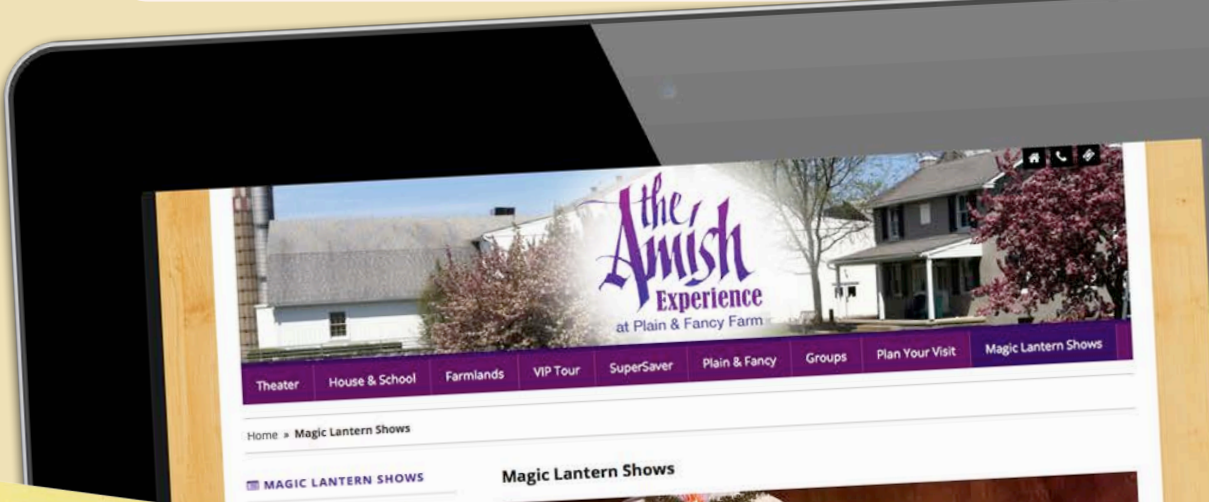 the
Amish
Experience
at Plain & Fancy Farm
Theater House & School Farmlands VIP Tour SuperSaver Plain & Fancy Groups Plan Your Visit Magic Lantern Shows
Home » Magic Lantern Shows
MAGIC LANTERN SHOWS
Magic Lantern Shows